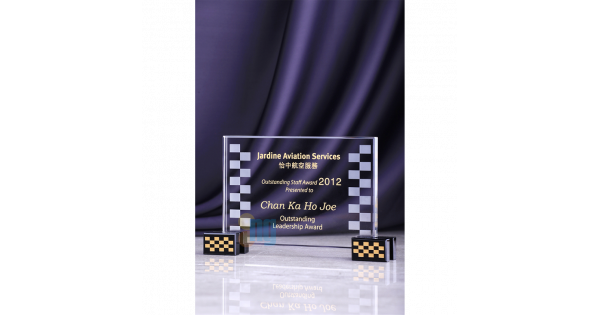 Jardine Aviation Services
怡中航空服務
Outstanding Staff Award 2012
Presented to
Chan Ka Ho Joe
Outstanding
Leadership Award